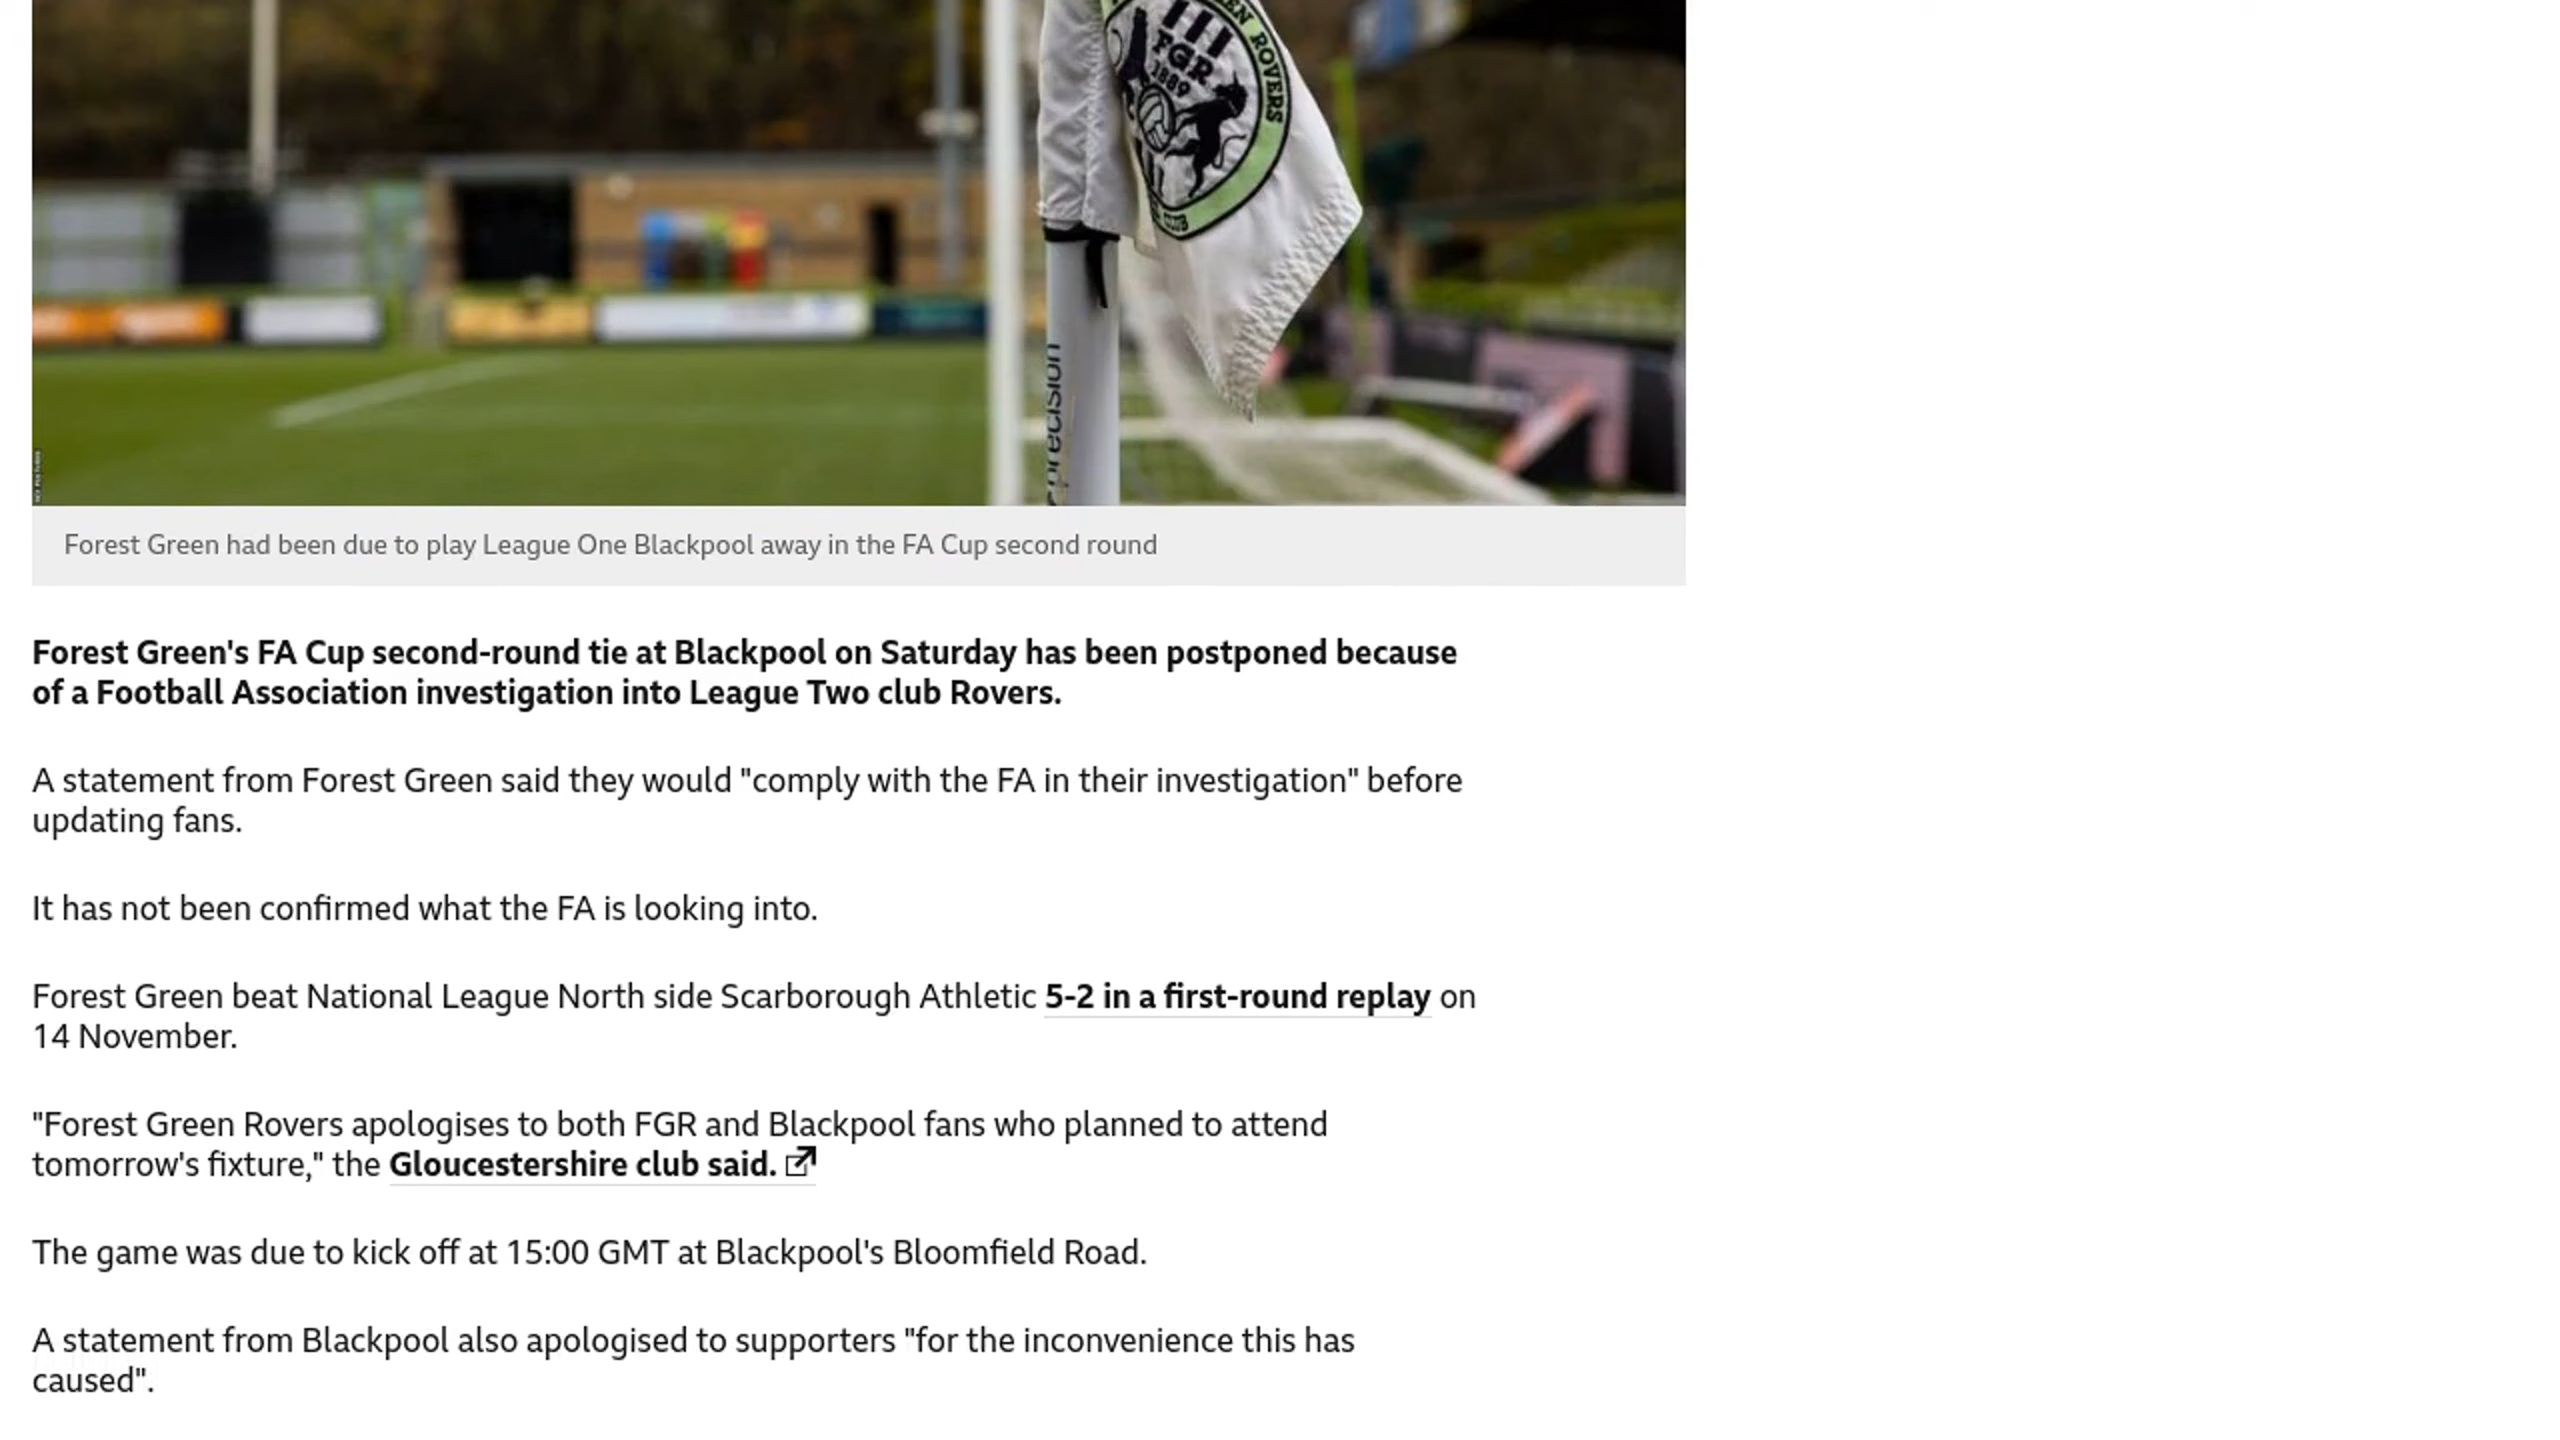 EN ROVERS
FGR
1889
CLUB
precision
Forest Green had been due to play League One Blackpool away in the FA Cup second round
Forest Green's FA Cup second-round tie at Blackpool on Saturday has been postponed because
of a Football Association investigation into League Two club Rovers.
A statement from Forest Green said they would "comply with the FA in their investigation" before
updating fans.
It has not been confirmed what the FA is looking into.
Forest Green beat National League North side Scarborough Athletic 5-2 in a first-round replay on
14 November.
"Forest Green Rovers apologises to both FGR and Blackpool fans who planned to attend
tomorrow's fixture," the Gloucestershire club said.
The game was due to kick off at 15:00 GMT at Blackpool's Bloomfield Road.
A statement from Blackpool also apologised to supporters "for the inconvenience this has
caused".